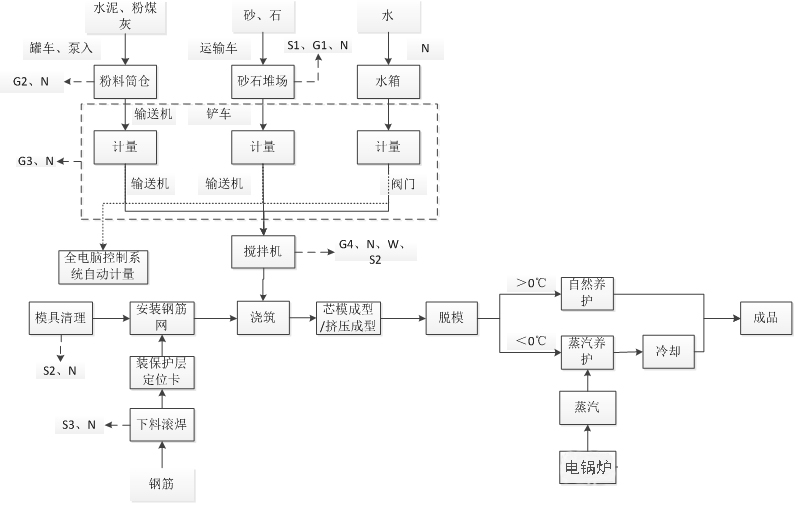 水泥、粉煤
灰
砂、石
水
罐车、泵入
运输车
S1、G1、N
N
G2、N
粉料筒仓
砂石堆场
水箱
输送机
铲车
计量
计量
计量
G3、N
输送机
输送机
阀门
全电脑控制系
统自动计量
搅拌机
G4、N、W、
S2
模具清理
安装钢筋
网
浇筑
芯模成型
/挤压成型
脱模
>0℃
自然养
护
成品
<0℃
蒸汽养
护
冷却
S2、N
装保护层
定位卡
S3、N
下料滚焊
蒸汽
钢筋
电锅炉